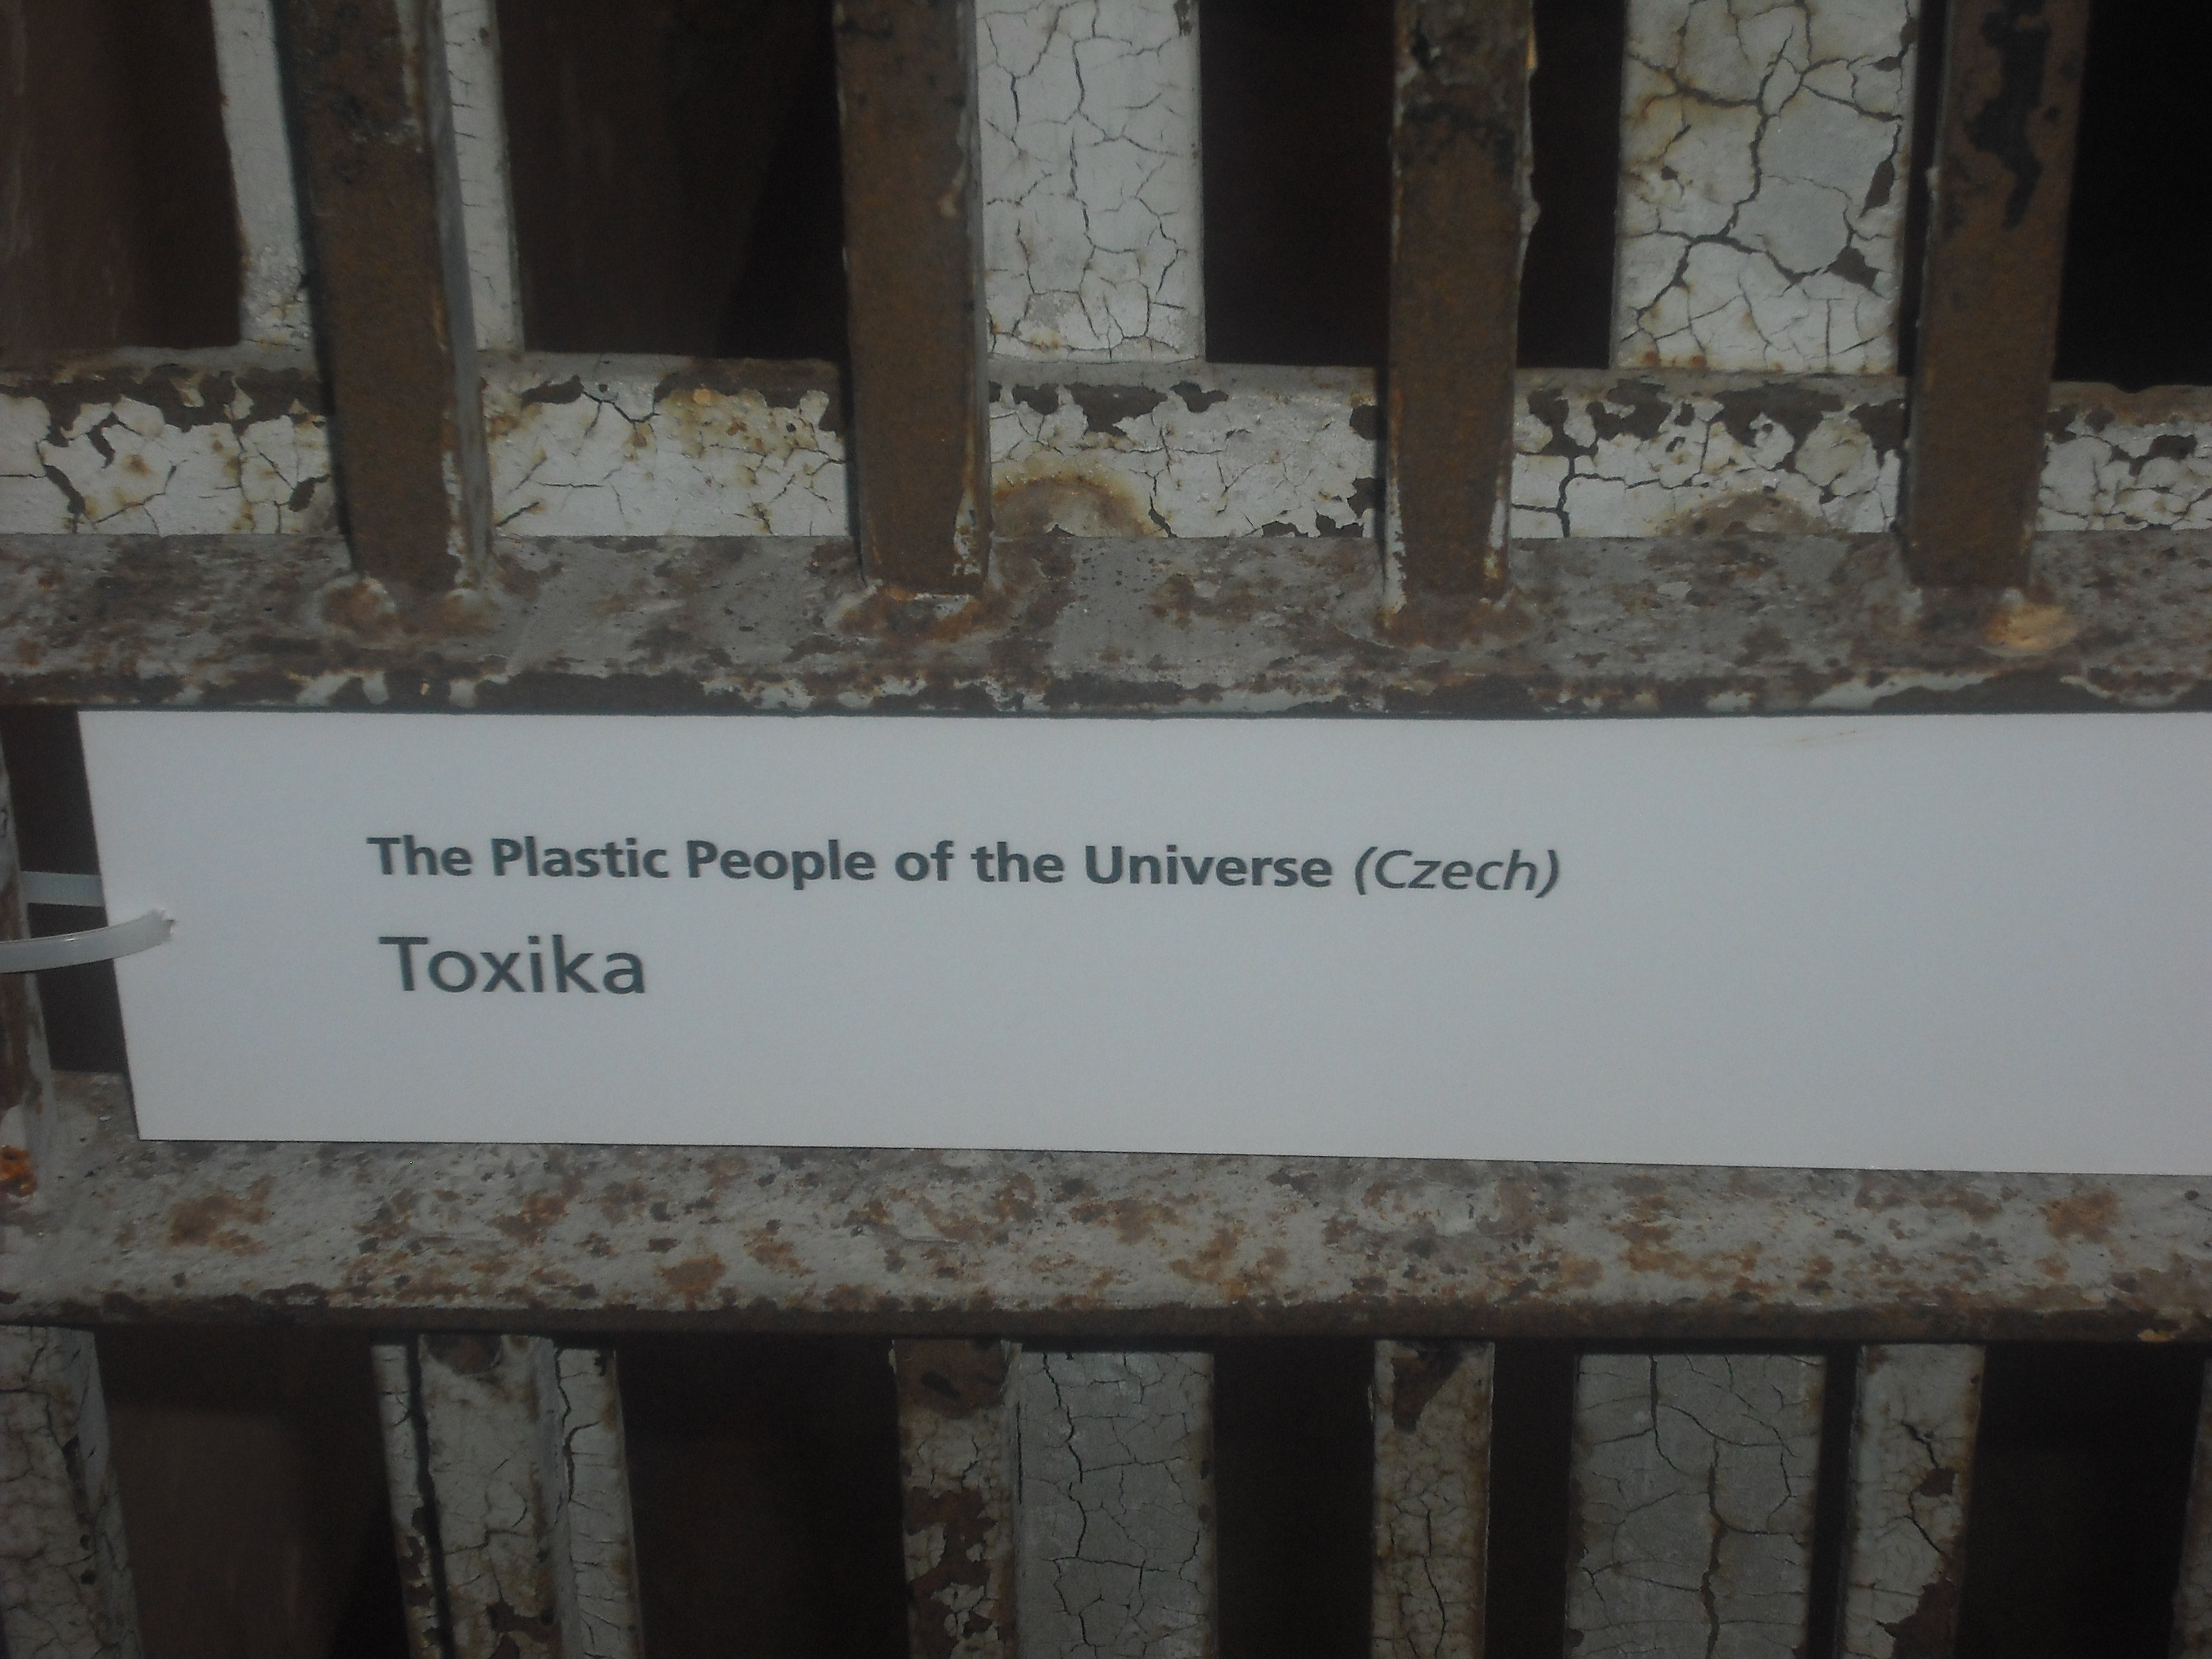 The Plastic People of the Universe (Czech)
Toxika